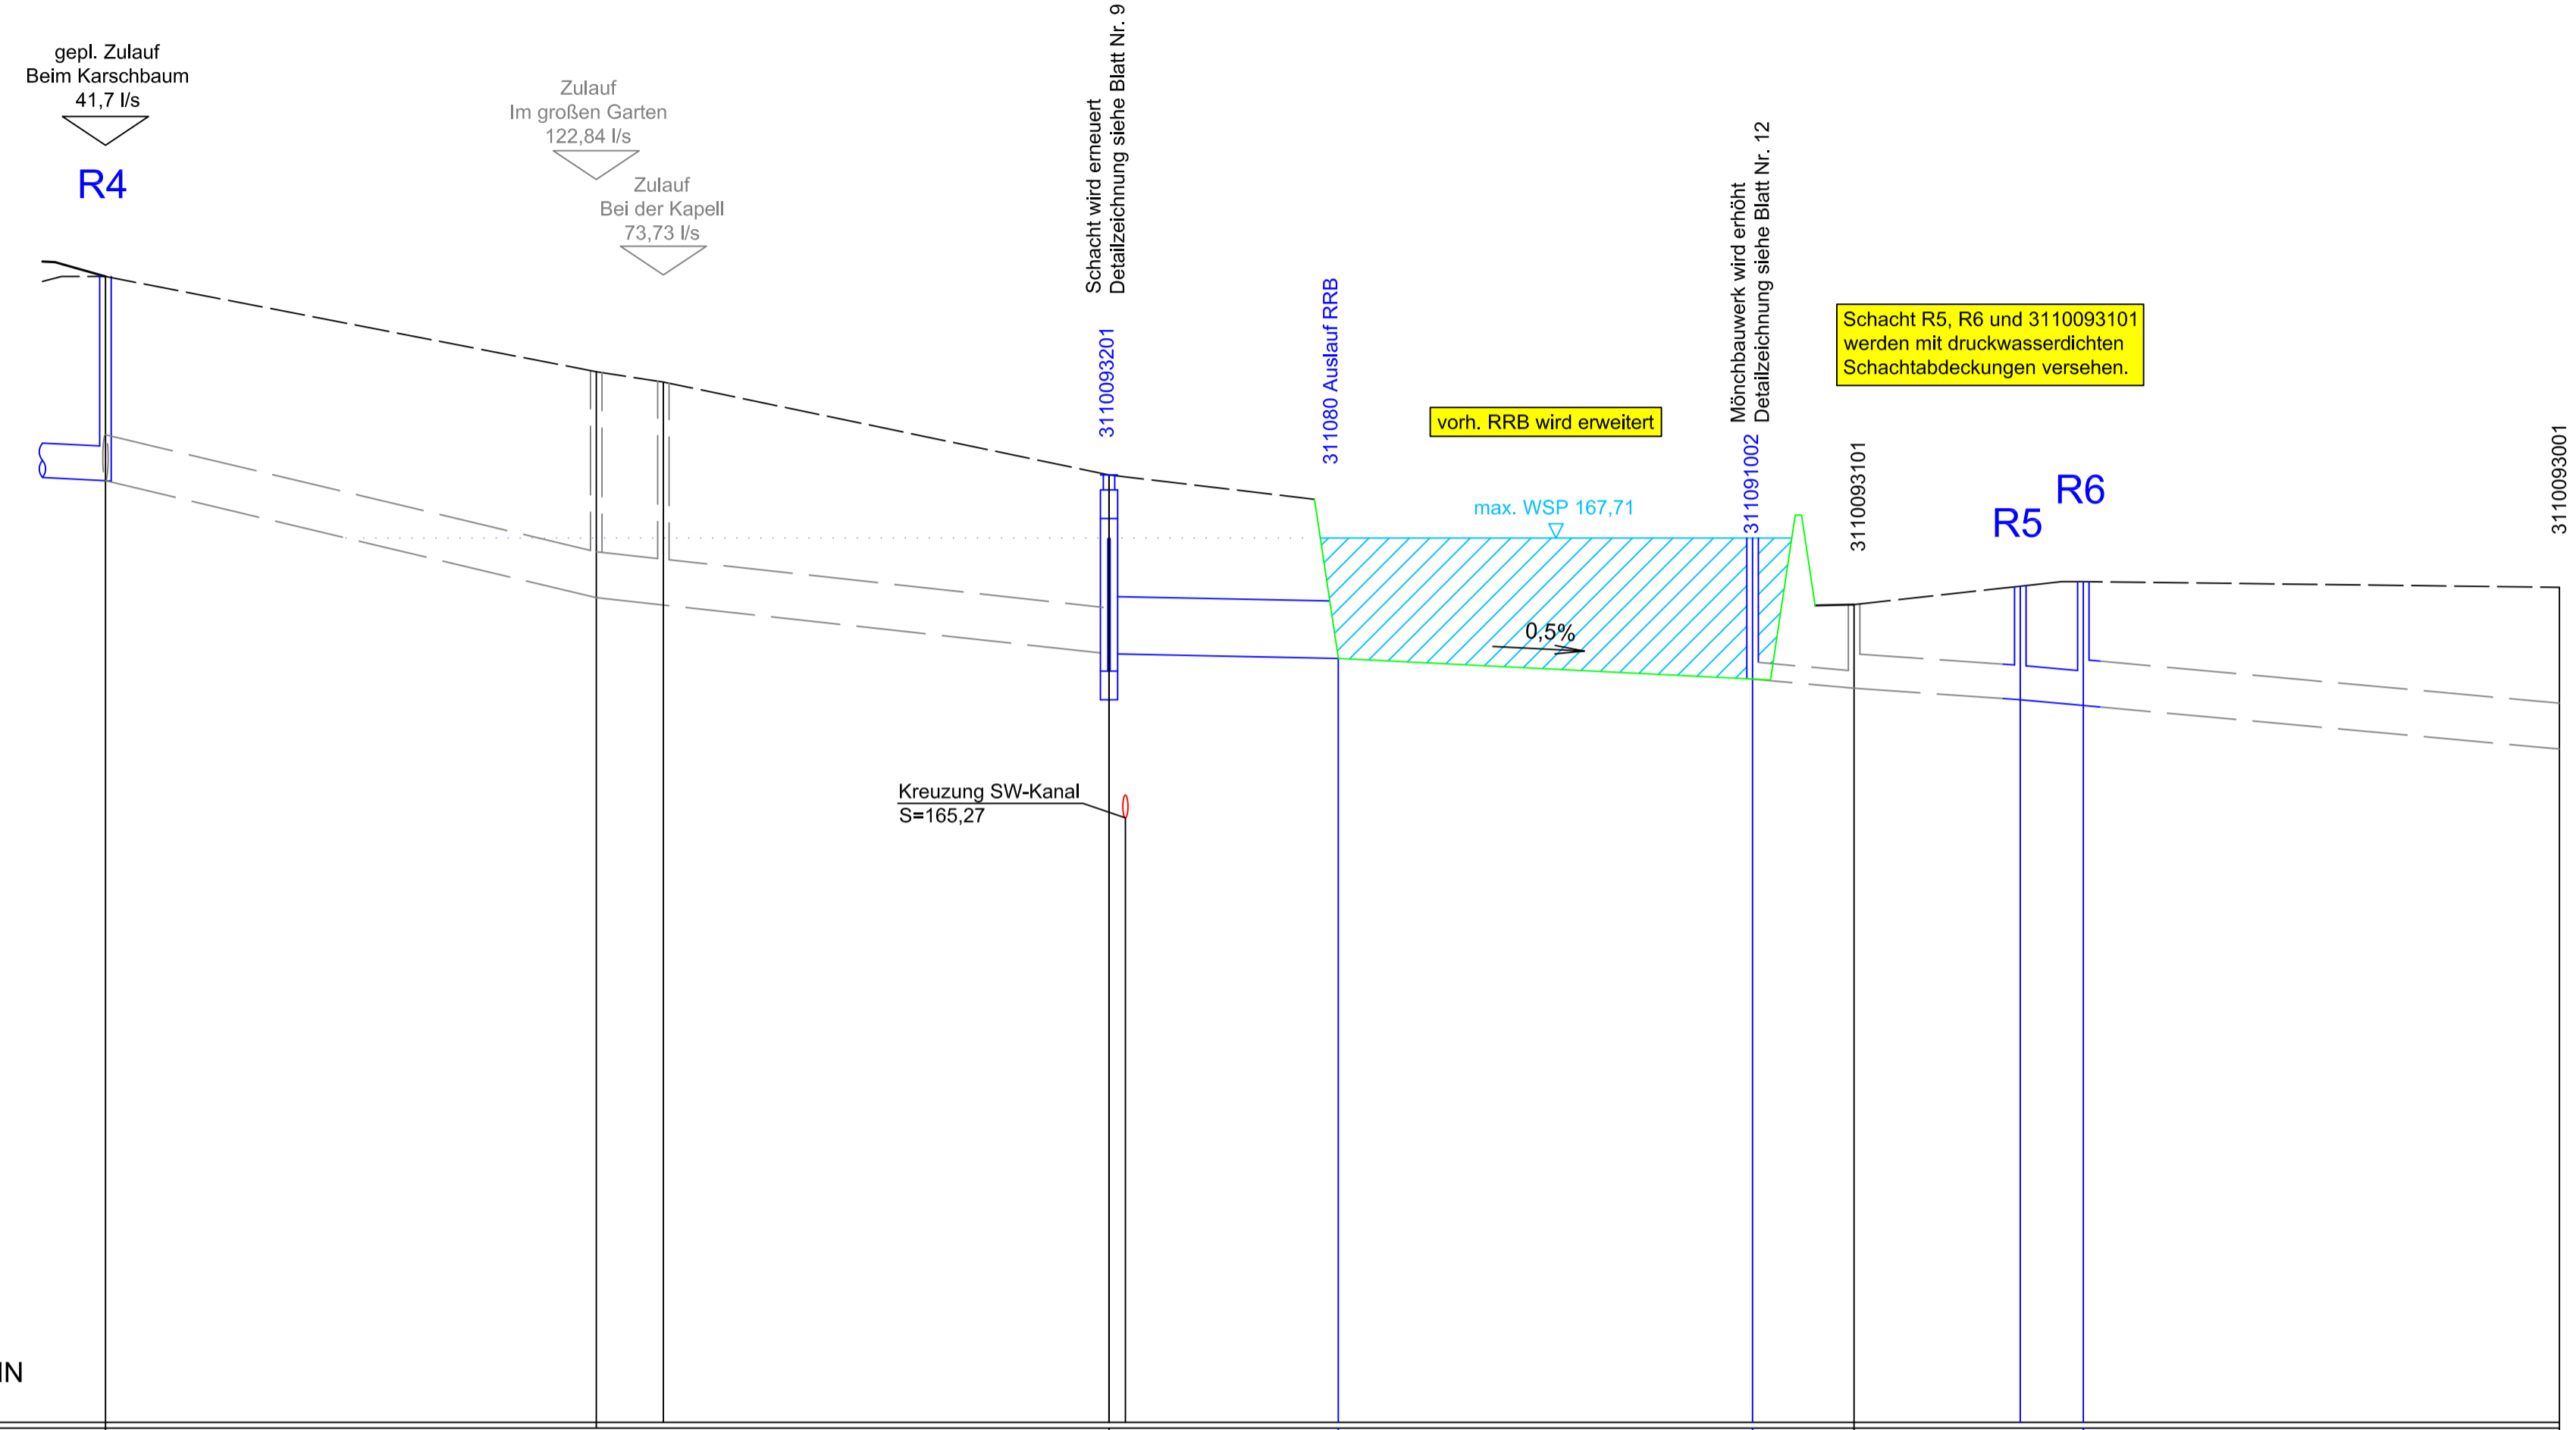 gepl. Zulauf
Beim Karschbaum
41,7 l/s
R4
Zulauf
Im großen Garten
122,84 l/s
Zulauf
Bei der Kapell
73,73 l/s
Schacht wird erneuert
Detailzeichnung siehe Blatt Nr. 9
3110093201
311080 Auslauf RRB
vorh. RRB wird erweitert
max. WSP 167,71
0,5%
Mönchbauwerk wird erhöht
Detailzeichnung siehe Blatt Nr. 12
311091002
Schacht R5, R6 und 3110093101
werden mit druckwasserdichten
Schachtabdeckungen versehen.
3110093101
R5
R6
3110093001
Kreuzung SW-Kanal
S=165,27